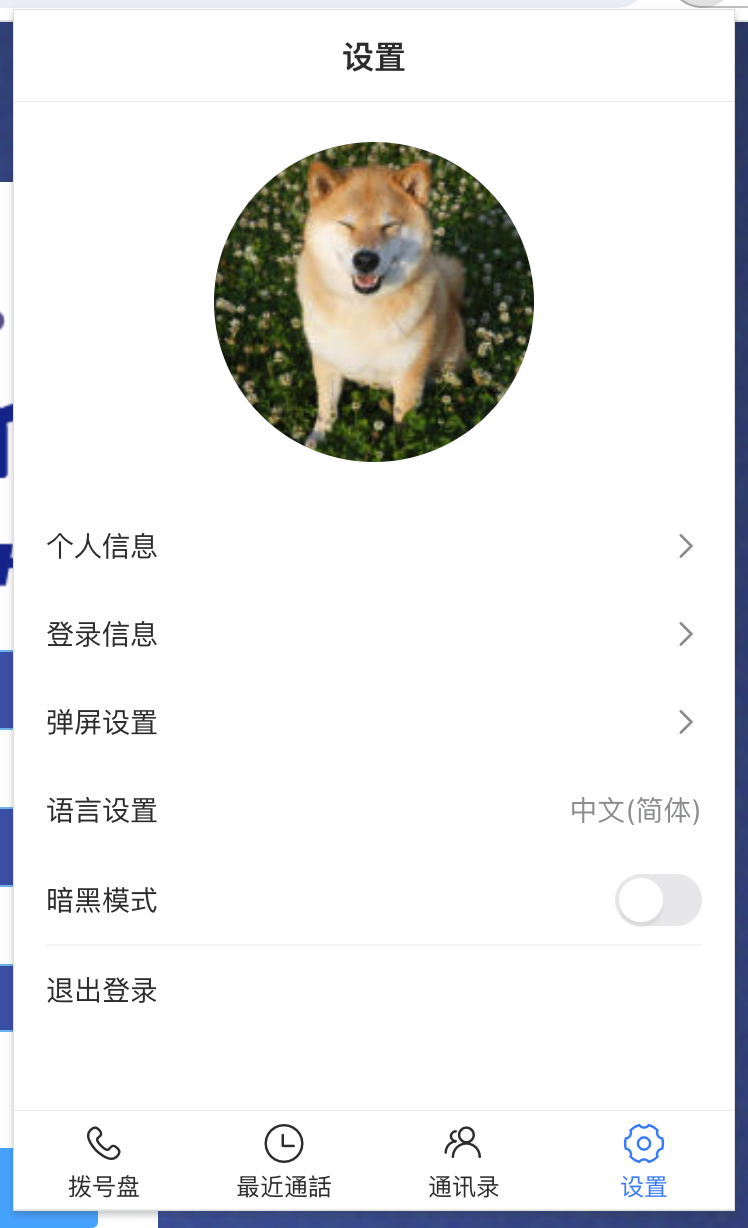 设置
个人信息
登录信息
弹屏设置
语言设置
中文(简体)
暗黑模式
退出登录
拨号盘
最近通話
通讯录
设置